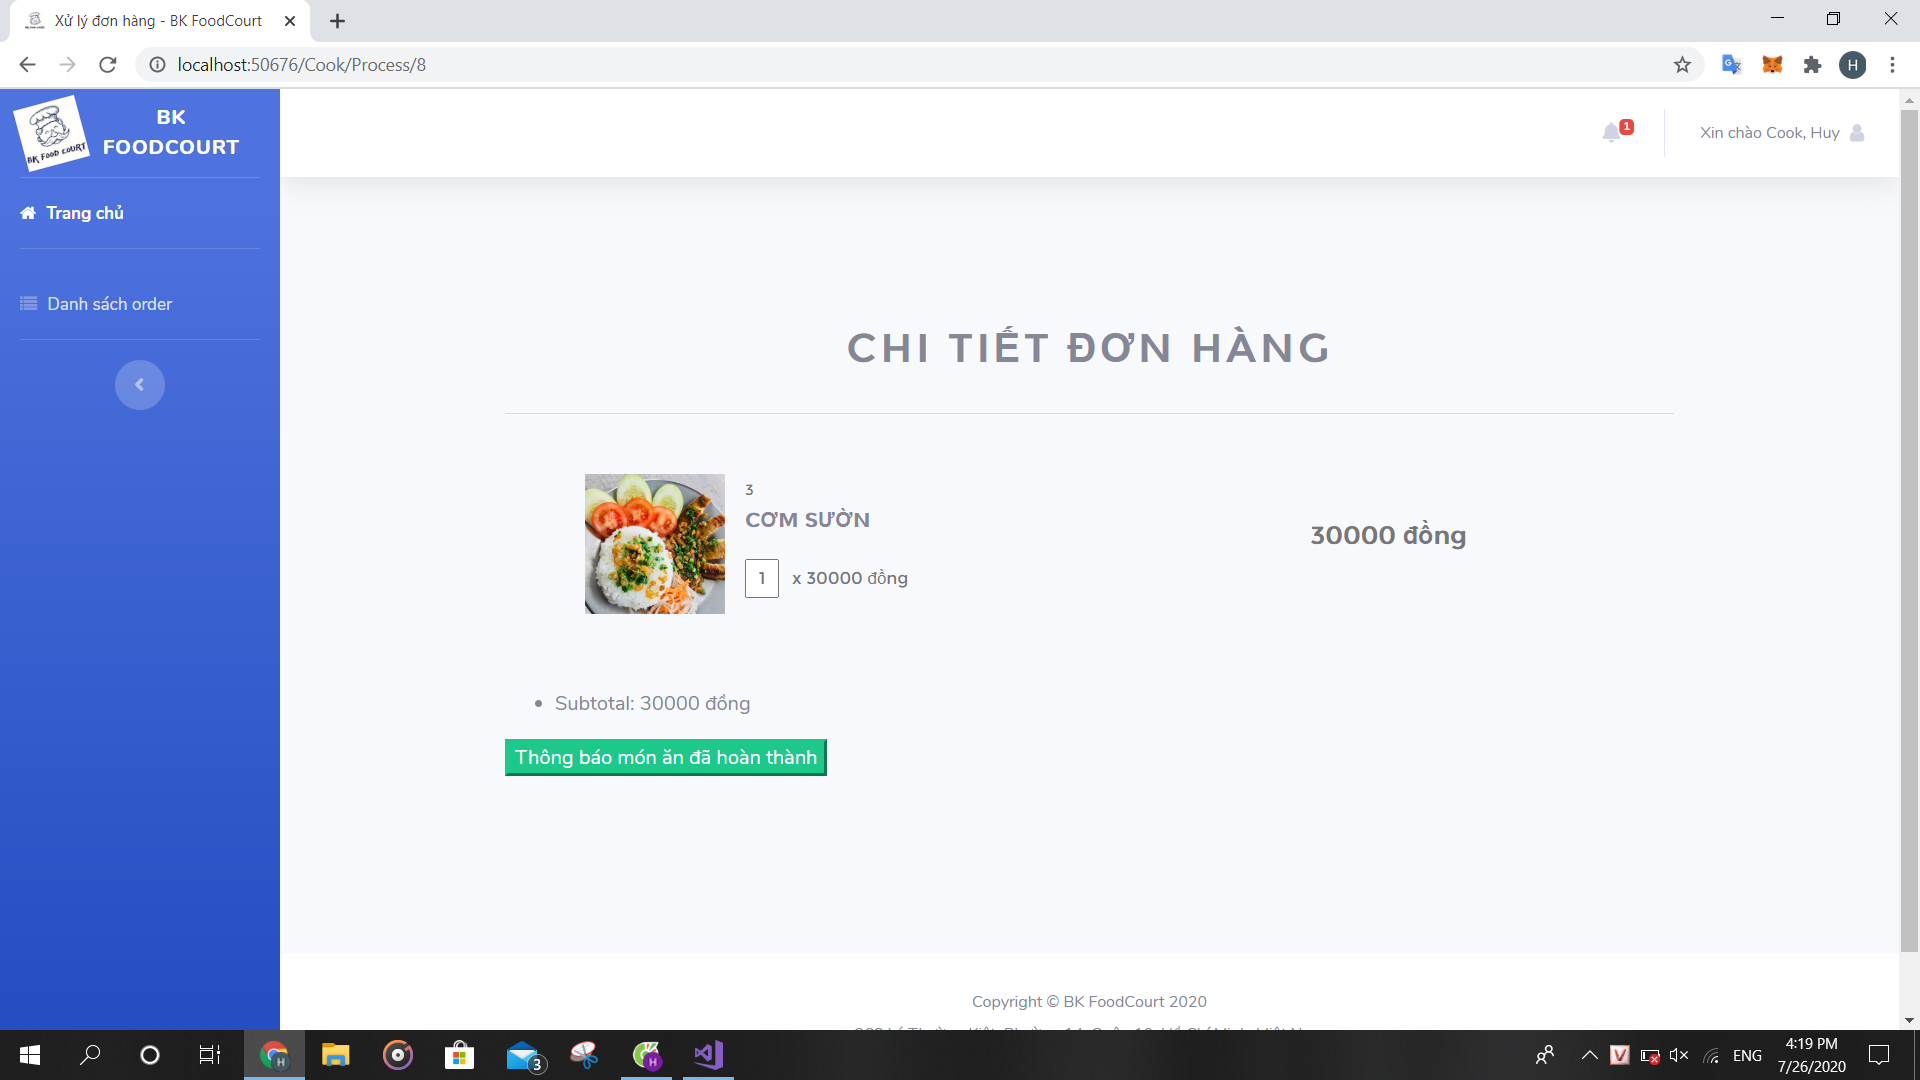 Xử lý đơn hàng - BK FoodCourt
localhost:50676/Cook/Process/8
H
BK FOOD COURT
BK
FOODCOURT
1
Xin chào Cook, Huy
Trang chủ
Danh sách order
CHI TIẾT ĐƠN HÀNG
3
CƠM SƯỜN
30000 đồng
1 x 30000 đồng
Subtotal: 30000 đồng
Thông báo món ăn đã hoàn thành
Copyright © BK FoodCourt 2020
3
ENG
4:19 PM
7/26/2020